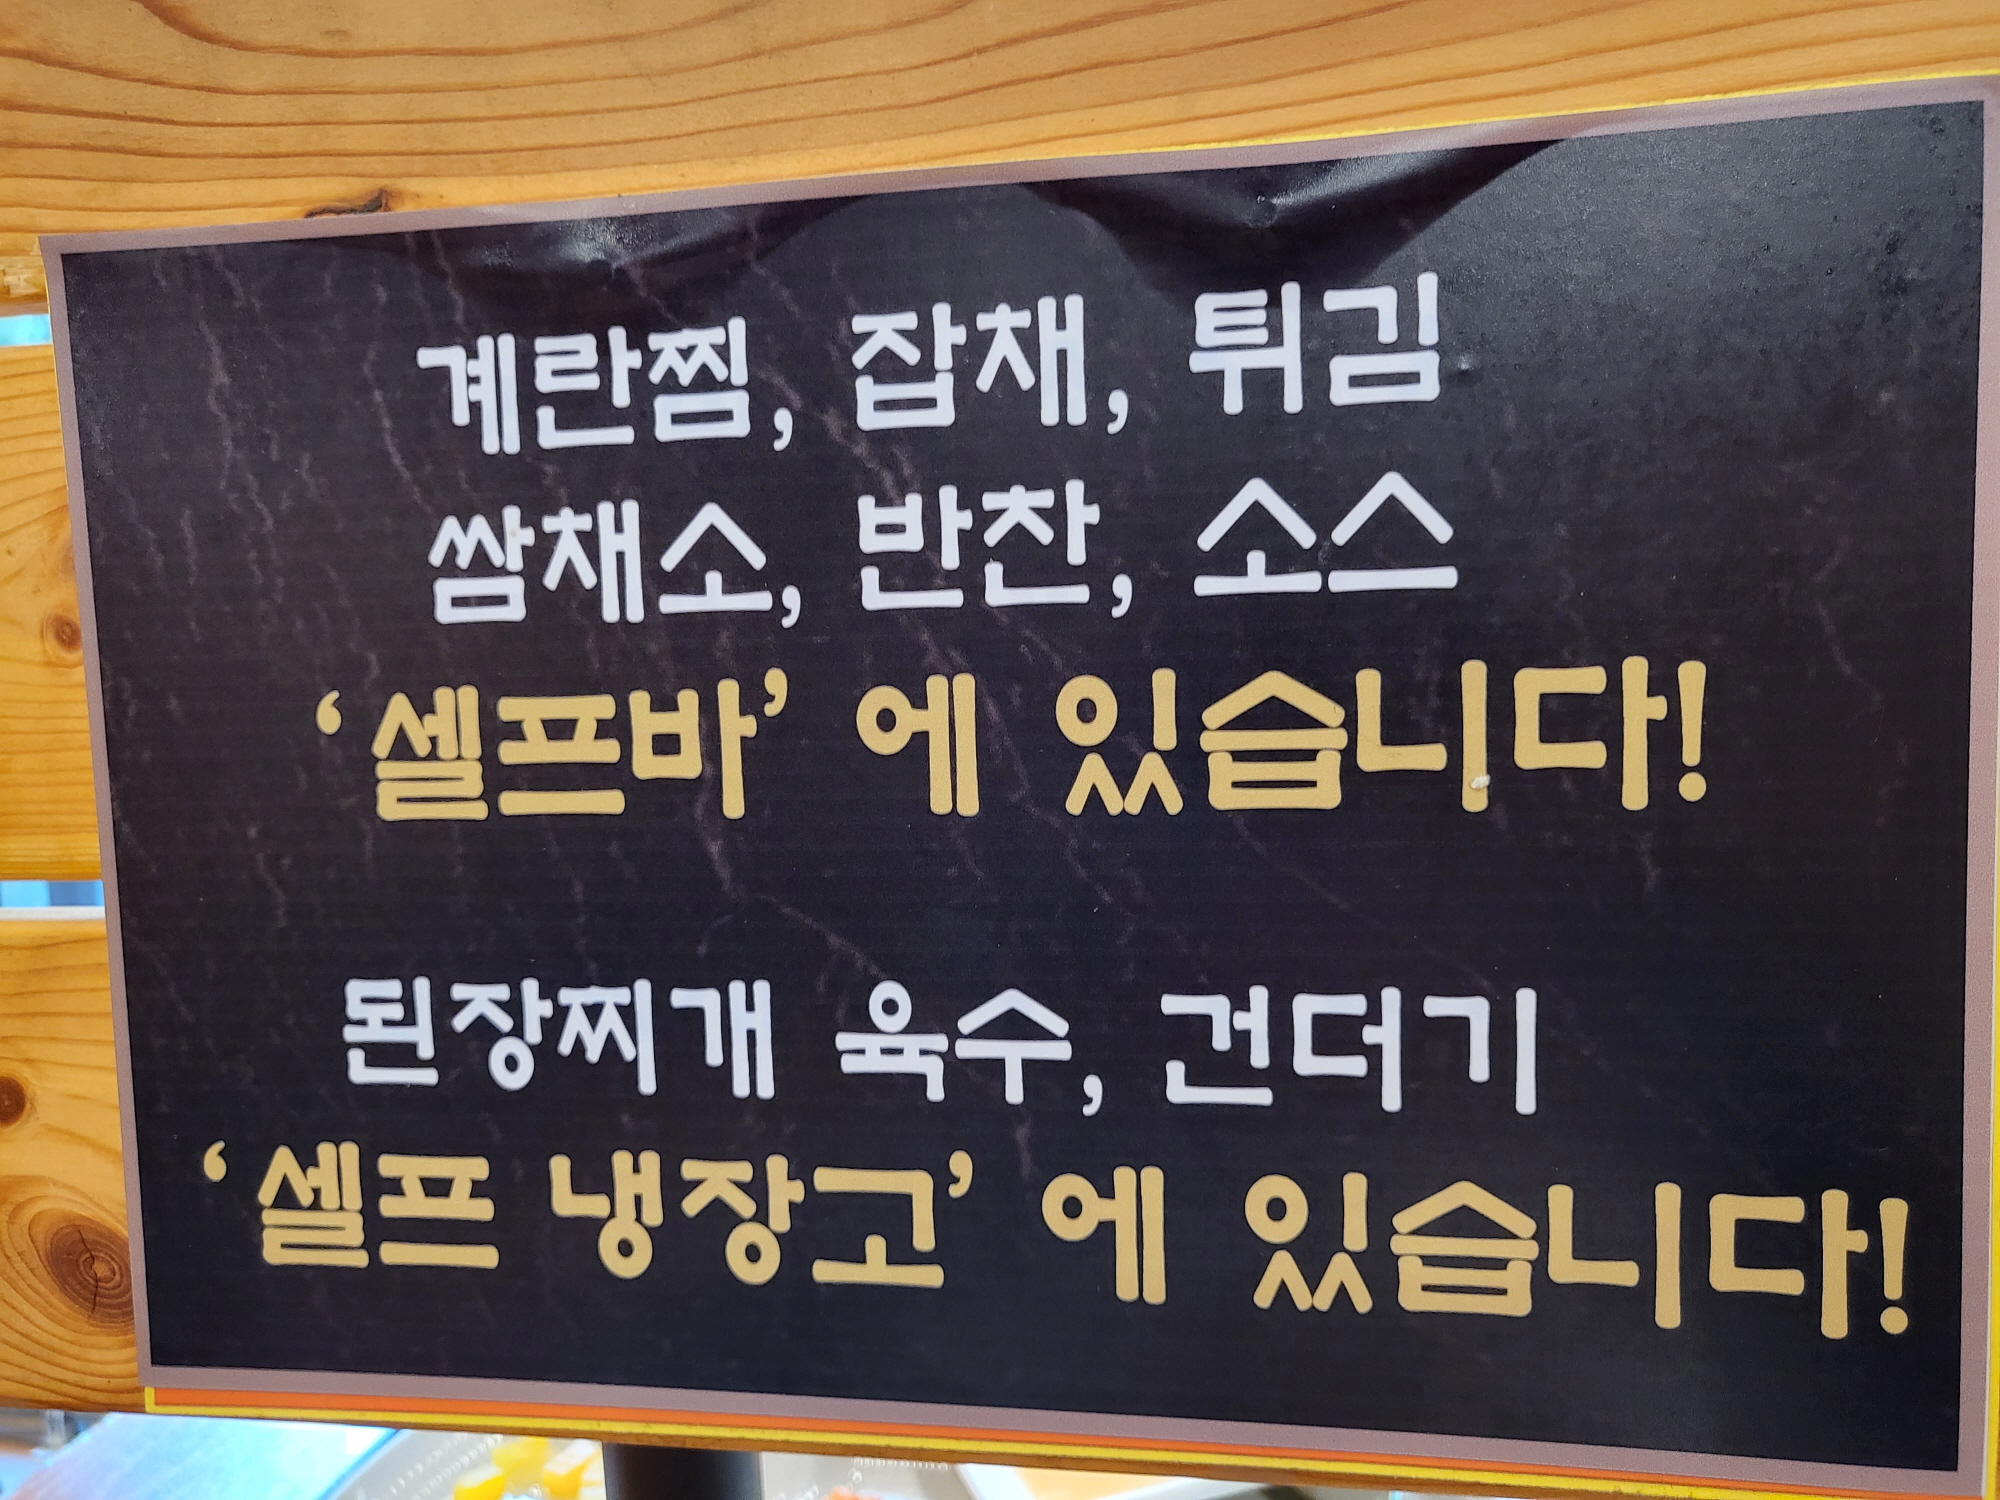 계란찜, 잡채, 튀김
쌈채소, 반찬, 소스
‘셀프바’ 에 있습니다!
된장찌개 육수, 건더기
‘셀프 냉장고’ 에 있습니다!